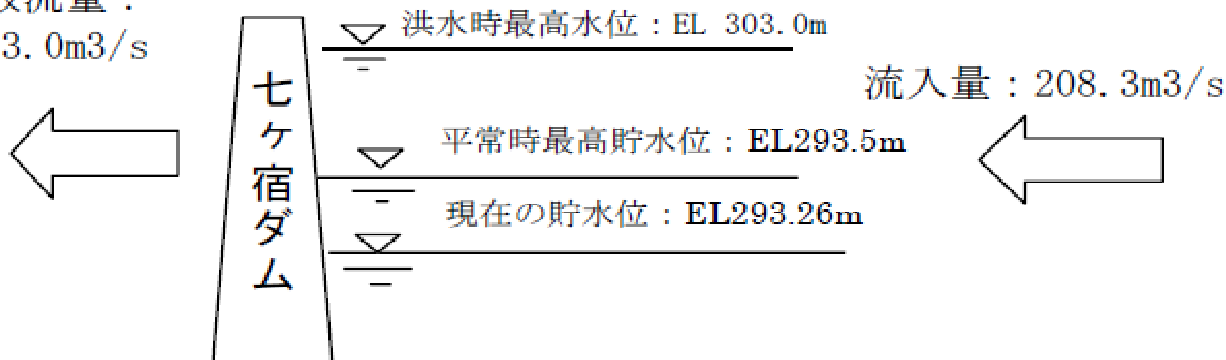 流量：
3.0m3/s
洪水時最高水位：EL 303.0m
流入量：208.3m3/s
平常時最高貯水位：EL293.5m
現在の貯水位：EL293.26m
七ヶ宿ダム